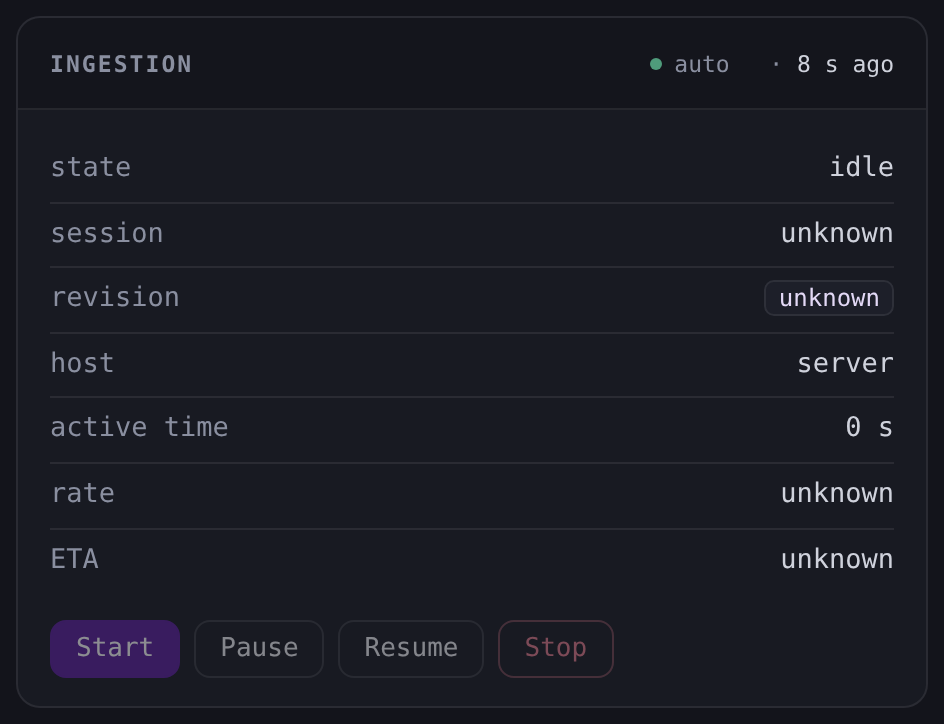 INGESTION auto · 8 s ago
state idle
session unknown
revision unknown
host server
active time 0 s
rate unknown
ETA unknown
Start Pause Resume Stop